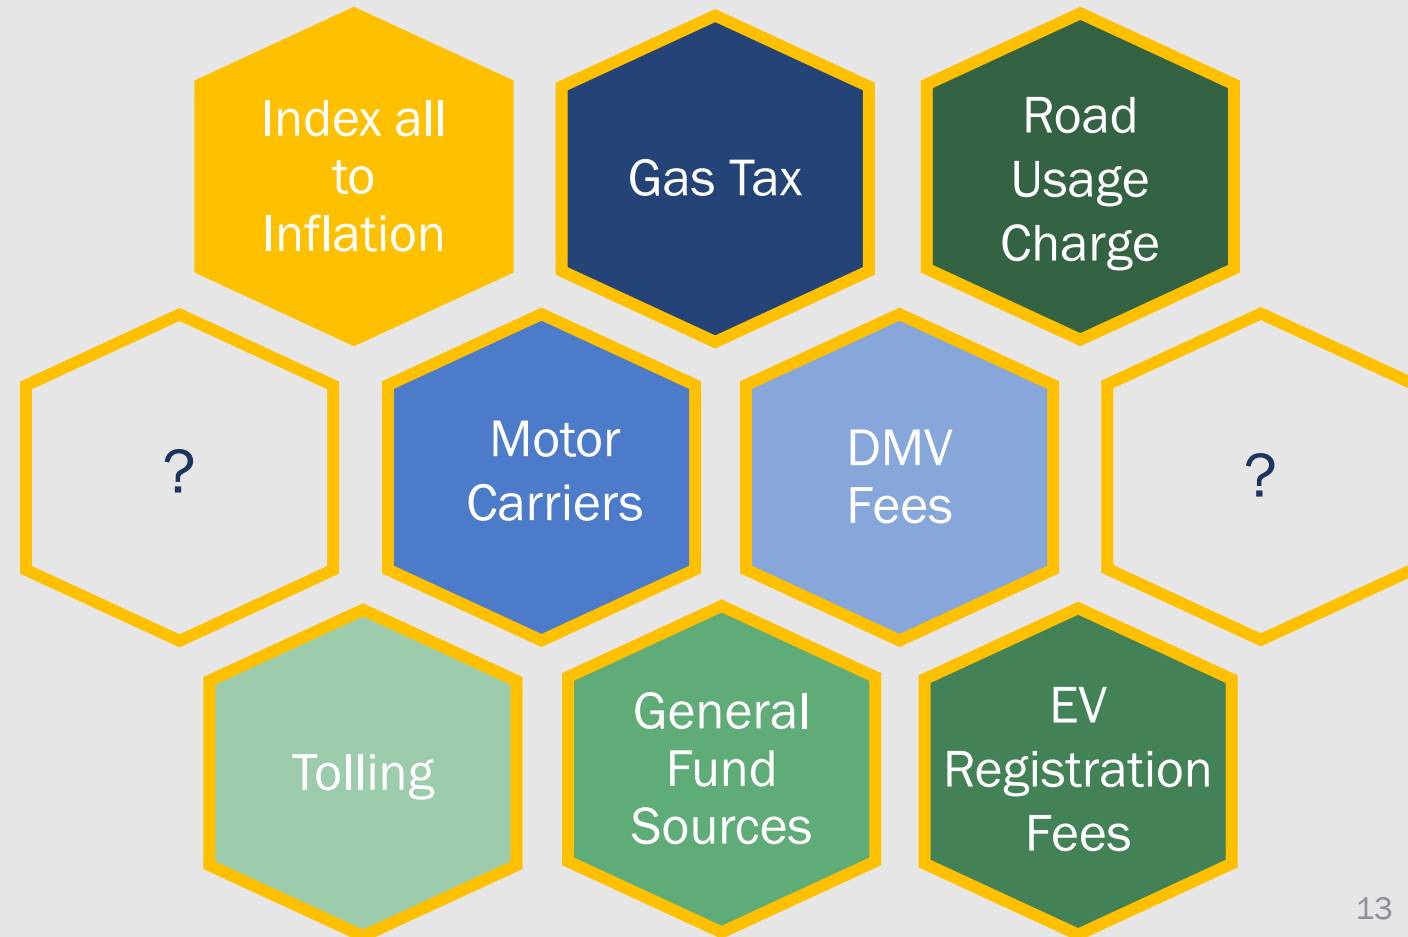 Index all
to
Inflation
Gas Tax
Road
Usage
Charge
?
Motor
Carriers
DMV
Fees
?
Tolling
General
Fund
Sources
EV
Registration
Fees
13